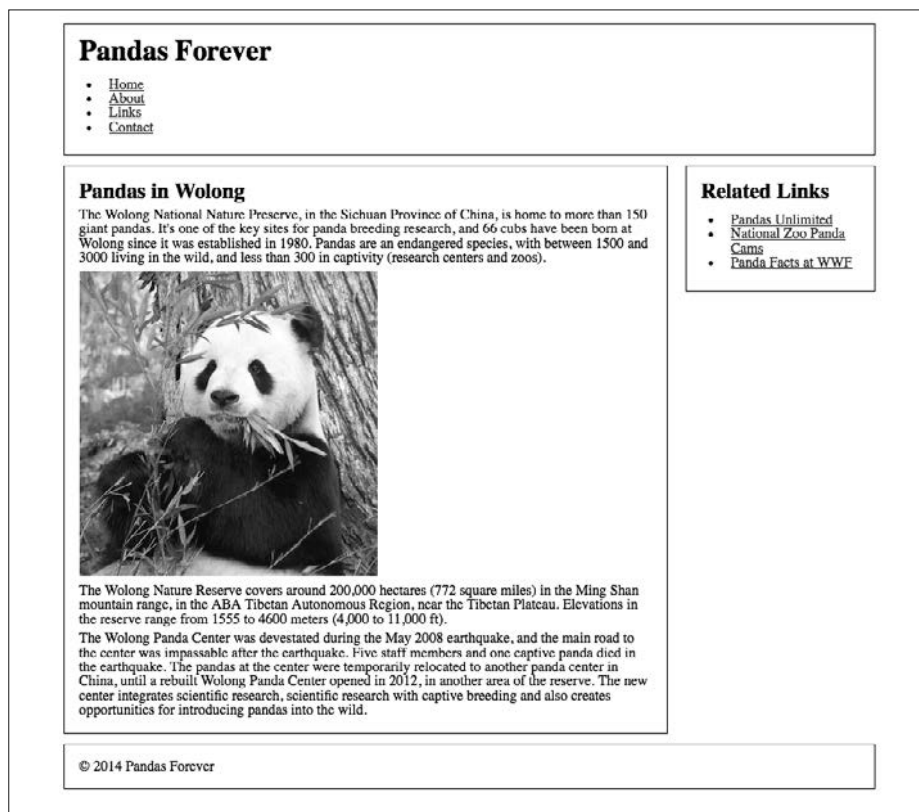 Pandas Forever
Home
About
Links
Contact
Pandas in Wolong
The Wolong National Nature Preserve, in the Sichuan Province of China, is home to more than 150
giant pandas. It's one of the key sites for panda breeding research, and 66 cubs have been born at
Wolong since it was established in 1980. Pandas are an endangered species, with between 1500 and
3000 living in the wild, and less than 300 in captivity (research centers and zoos).
The Wolong Nature Reserve covers around 200,000 hectares (772 square miles) in the Ming Shan
mountain range, in the ABA Tibetan Autonomous Region, near the Tibetan Plateau. Elevations in
the reserve range from 1555 to 4600 meters (4,000 to 11,000 ft).
The Wolong Panda Center was devestated during the May 2008 earthquake, and the main road to
the center was impassable after the earthquake. Five staff members and one captive panda died in
the earthquake. The pandas at the center were temporarily relocated to another panda center in
China, until a rebuilt Wolong Panda Center opened in 2012, in another area of the reserve. The new
center integrates scientific research, scientific research with captive breeding and also creates
opportunities for introducing pandas into the wild.
Related Links
Pandas Unlimited
National Zoo Panda
Cams
Panda Facts at WWF
© 2014 Pandas Forever